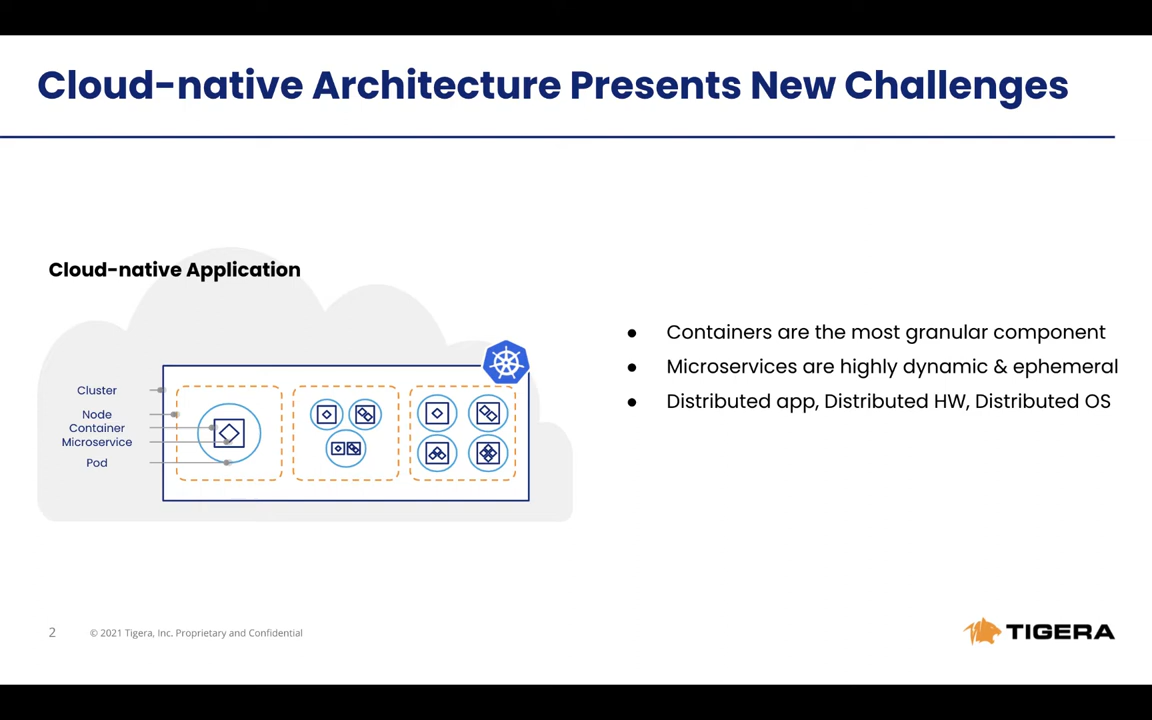 Cloud-native Architecture Presents New Challenges
Cloud-native Application
Cluster
Node
Container
Microservice
Pod
● Containers are the most granular component
● Microservices are highly dynamic & ephemeral
● Distributed app, Distributed HW, Distributed OS
2 © 2021 Tigera, Inc. Proprietary and Confidential
TIGERA